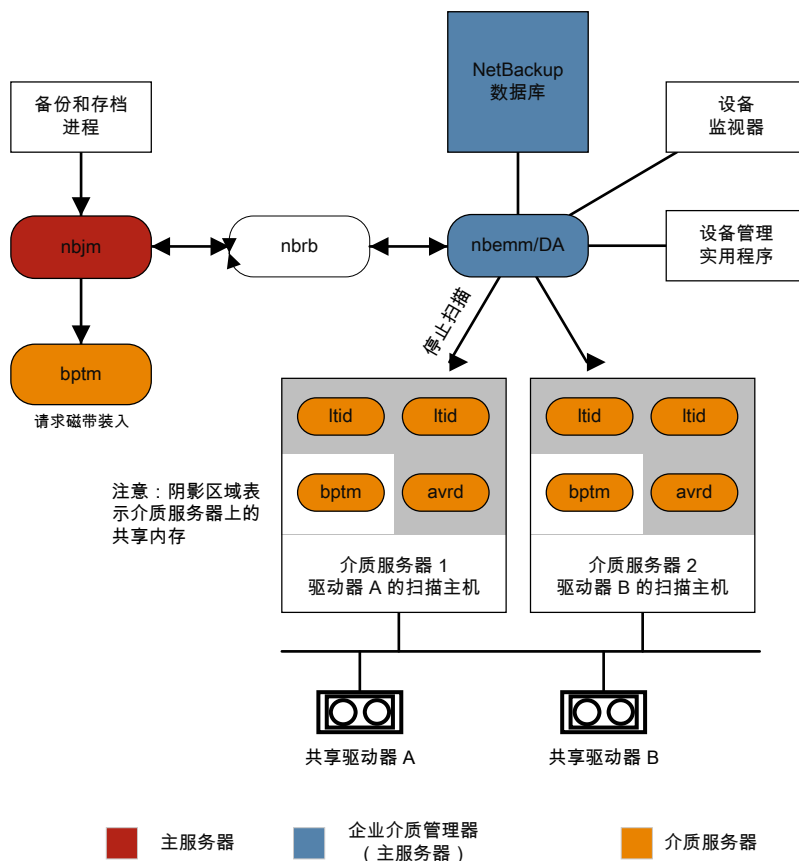 NetBackup
数据库
备份和存档
进程
设备
监视器
nbjm
nbrb
nbemm/DA
设备管理
实用程序
停止扫描
bptm
请求磁带装入
ltid
ltid
ltid
ltid
注意：阴影区域表
示介质服务器上的
共享内存
bptm
avrd
bptm
avrd
介质服务器 1
驱动器 A 的扫描主机
介质服务器 2
驱动器 B 的扫描主机
共享驱动器 A
共享驱动器 B
主服务器
企业介质管理器
（主服务器）
介质服务器